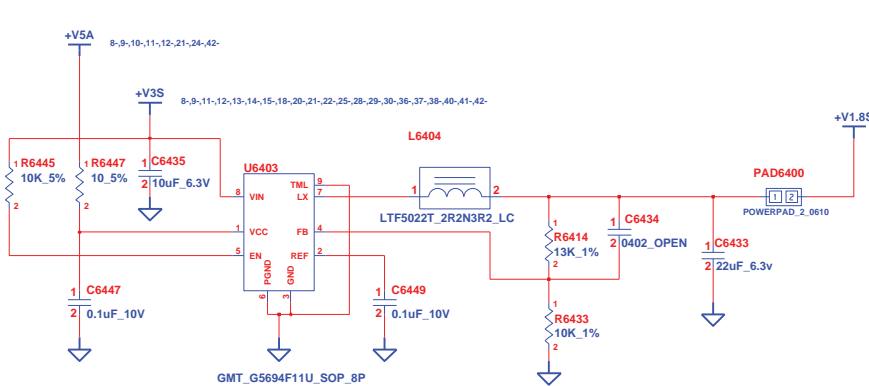 +V5A
8-,9-,10-,11-,12-,21-,24-,42-
+V3S
8-,9-,11-,12-,13-,14-,15-,18-,20-,21-,22-,25-,28-,29-,30-,36-,37-,38-,40-,41-,42-
+V1.8S
L6404
1 R6445
10K_5%
2
1 R6447
10_5%
2
1 C6435
2 10uF_6.3V
U6403
8 VIN
TML 9
LX 7
1 VCC
FB 4
5 EN
REF 2
PGND
GND
6
3
1
2
LTF5022T_2R2N3R2_LC
PAD6400
1 2
POWERPAD_2_0610
1
R6414
13K_1%
2
1 C6434
2 0402_OPEN
1 C6433
2 22uF_6.3v
1 C6447
2 0.1uF_10V
1 C6449
2 0.1uF_10V
1
R6433
10K_1%
2
GMT_G5694F11U_SOP_8P